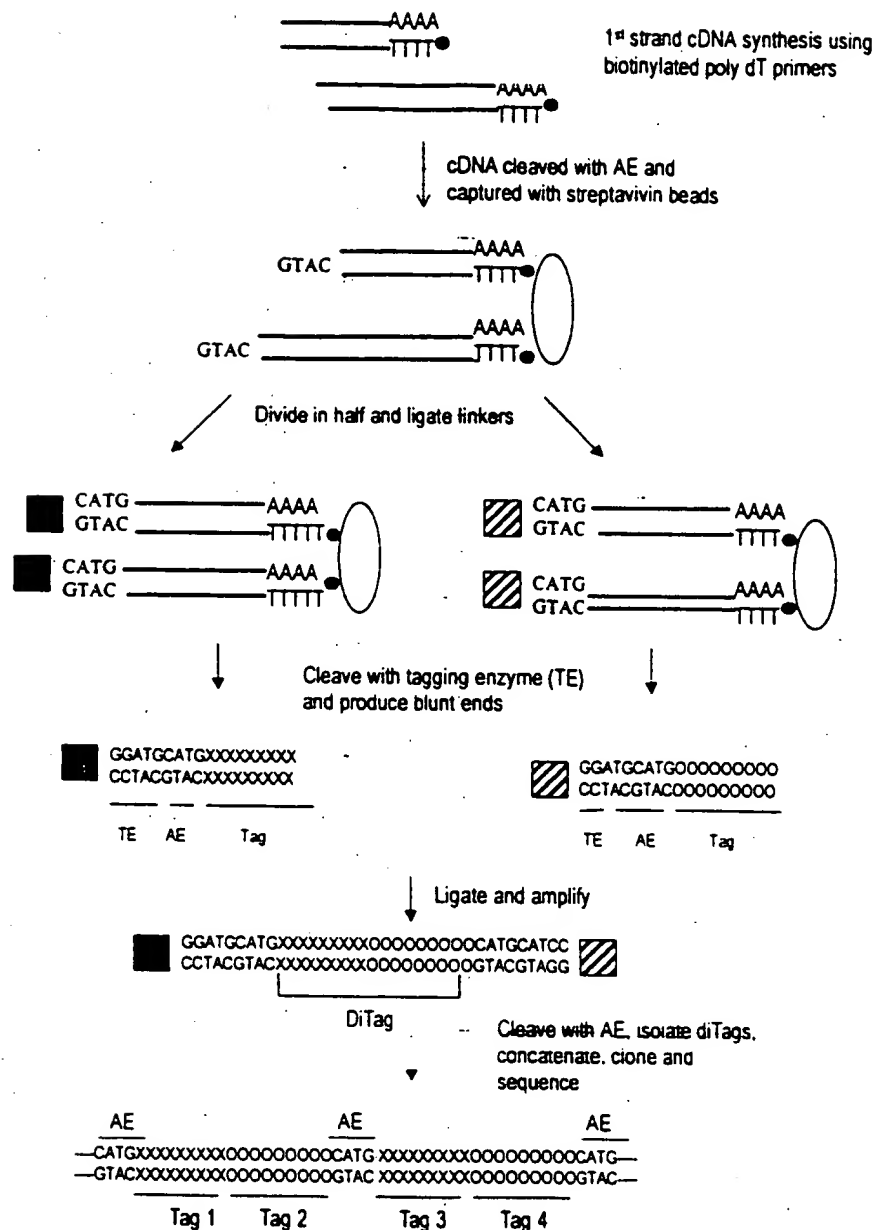 AAAA
TTTT
1st strand cDNA synthesis using
biotinylated poly dT primers
AAAA
TTTT
cDNA cleaved with AE and
captured with streptavivin beads
AAAA
GTAC
TTTT
AAAA
GTAC
TTTT
Divide in half and ligate linkers
CATG AAAA
GTAC TTTTT
CATG AAAA
GTAC TTTTT
CATG AAAA
GTAC TTTT
CATG AAAA
GTAC TTTT
Cleave with tagging enzyme (TE)
and produce blunt ends
GGATGCATGXXXXXXXXX
CCTACGTACXXXXXXXXX
TE AE Tag
GGATGCATGOOOOOOOOO
CCTACGTACOOOOOOOOO
TE AE Tag
Ligate and amplify
GGATGCATGXXXXXXXXXOOOOOOOOOCATGCATCC
CCTACGTACXXXXXXXXXOOOOOOOOOGTACGTAGG
DiTag
Cleave with AE, isolate diTags,
concatenate, clone and
sequence
AE AE AE
CATGXXXXXXXXXOOOOOOOOOCATGXXXXXXXXXOOOOOOOOOCATG
GTACXXXXXXXXXOOOOOOOOOGTACXXXXXXXXXOOOOOOOOOGTAC
Tag 1 Tag 2 Tag 3 Tag 4